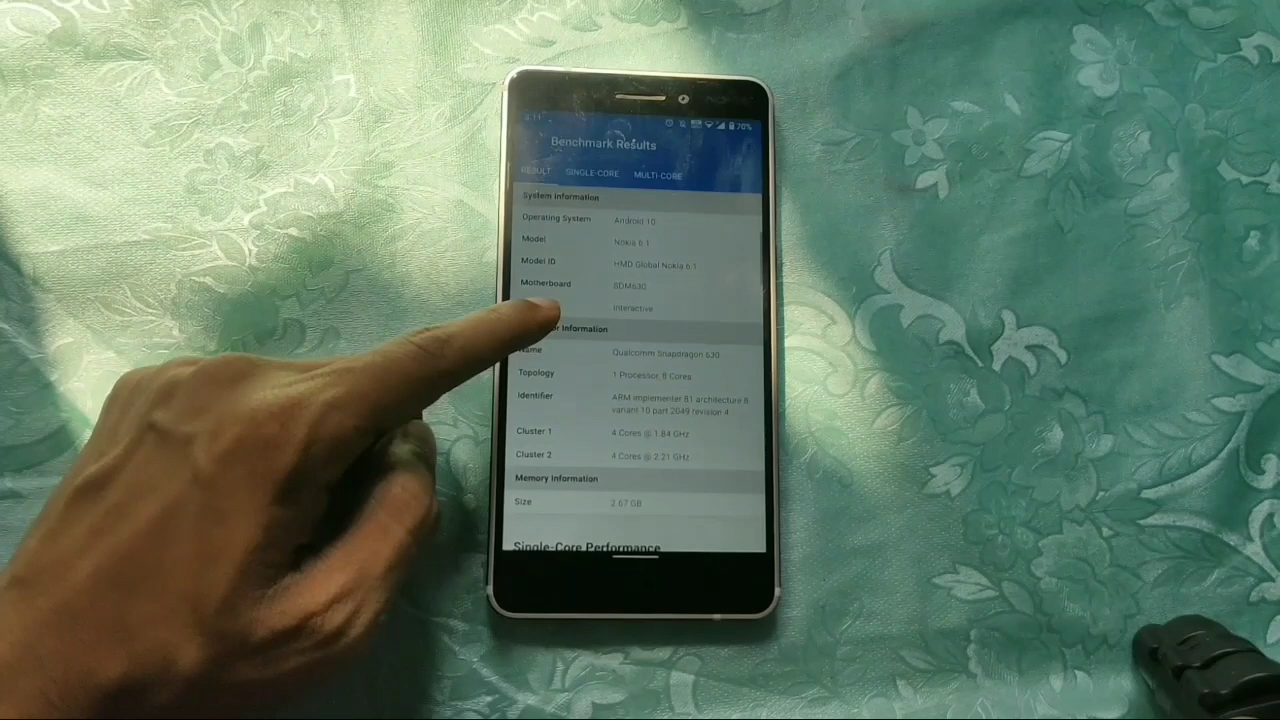 3:11 70%
Benchmark Results
RESULT SINGLE-CORE MULTI-CORE
System Information
Operating System Android 10
Model Nokia 6.1
Model ID HMD Global Nokia 6.1
Motherboard SDM630
interactive
Information
Name Qualcomm Snapdragon 630
Topology 1 Processor, 8 Cores
Identifier ARM implementer 81 architecture 8
variant 10 part 2049 revision 4
Cluster 1 4 Cores @ 1.84 GHz
Cluster 2 4 Cores @ 2.21 GHz
Memory Information
Size 2.67 GB
Single-Core Performance